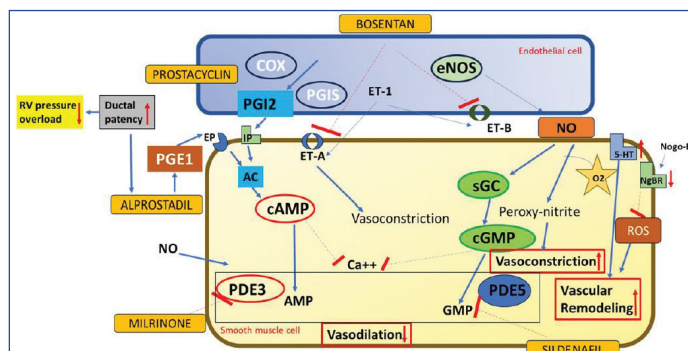 BOSENTAN
Endothelial cell
COX
eNOS
PROSTACYCLIN
PGIS
ET-1
RV pressure
overload
Ductal
patency
PGI2
ET-B
NO
EP
IP
ET-A
5-HT
Nogo-
PGE1
O2
NgBR
AC
sGC
ALPROSTADIL
cAMP
Vasoconstriction
Peroxy-nitrite
ROS
cGMP
NO
Ca++
Vasoconstriction
PDE3
AMP
PDE5
GMP
Vascular
Remodeling
MILRINONE
Smooth muscle cell
Vasodilation
SILDENAFIL